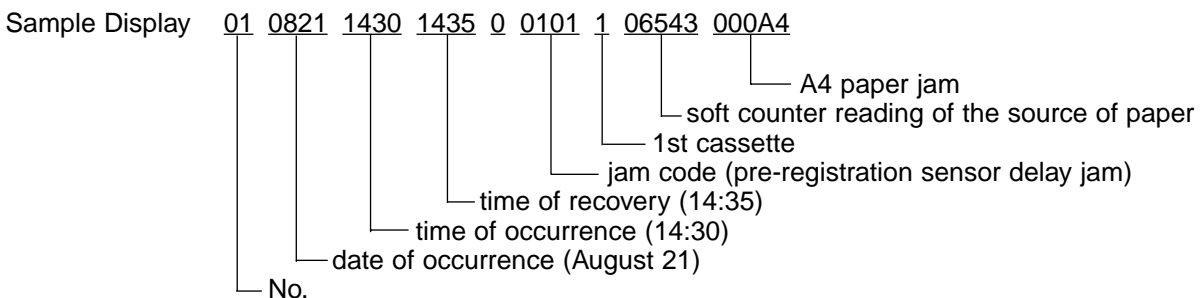 Sample Display 01 0821 1430 1435 0 0101 1 06543 000A4
A4 paper jam
soft counter reading of the source of paper
1st cassette
jam code (pre-registration sensor delay jam)
time of recovery (14:35)
time of occurrence (14:30)
date of occurrence (August 21)
No.